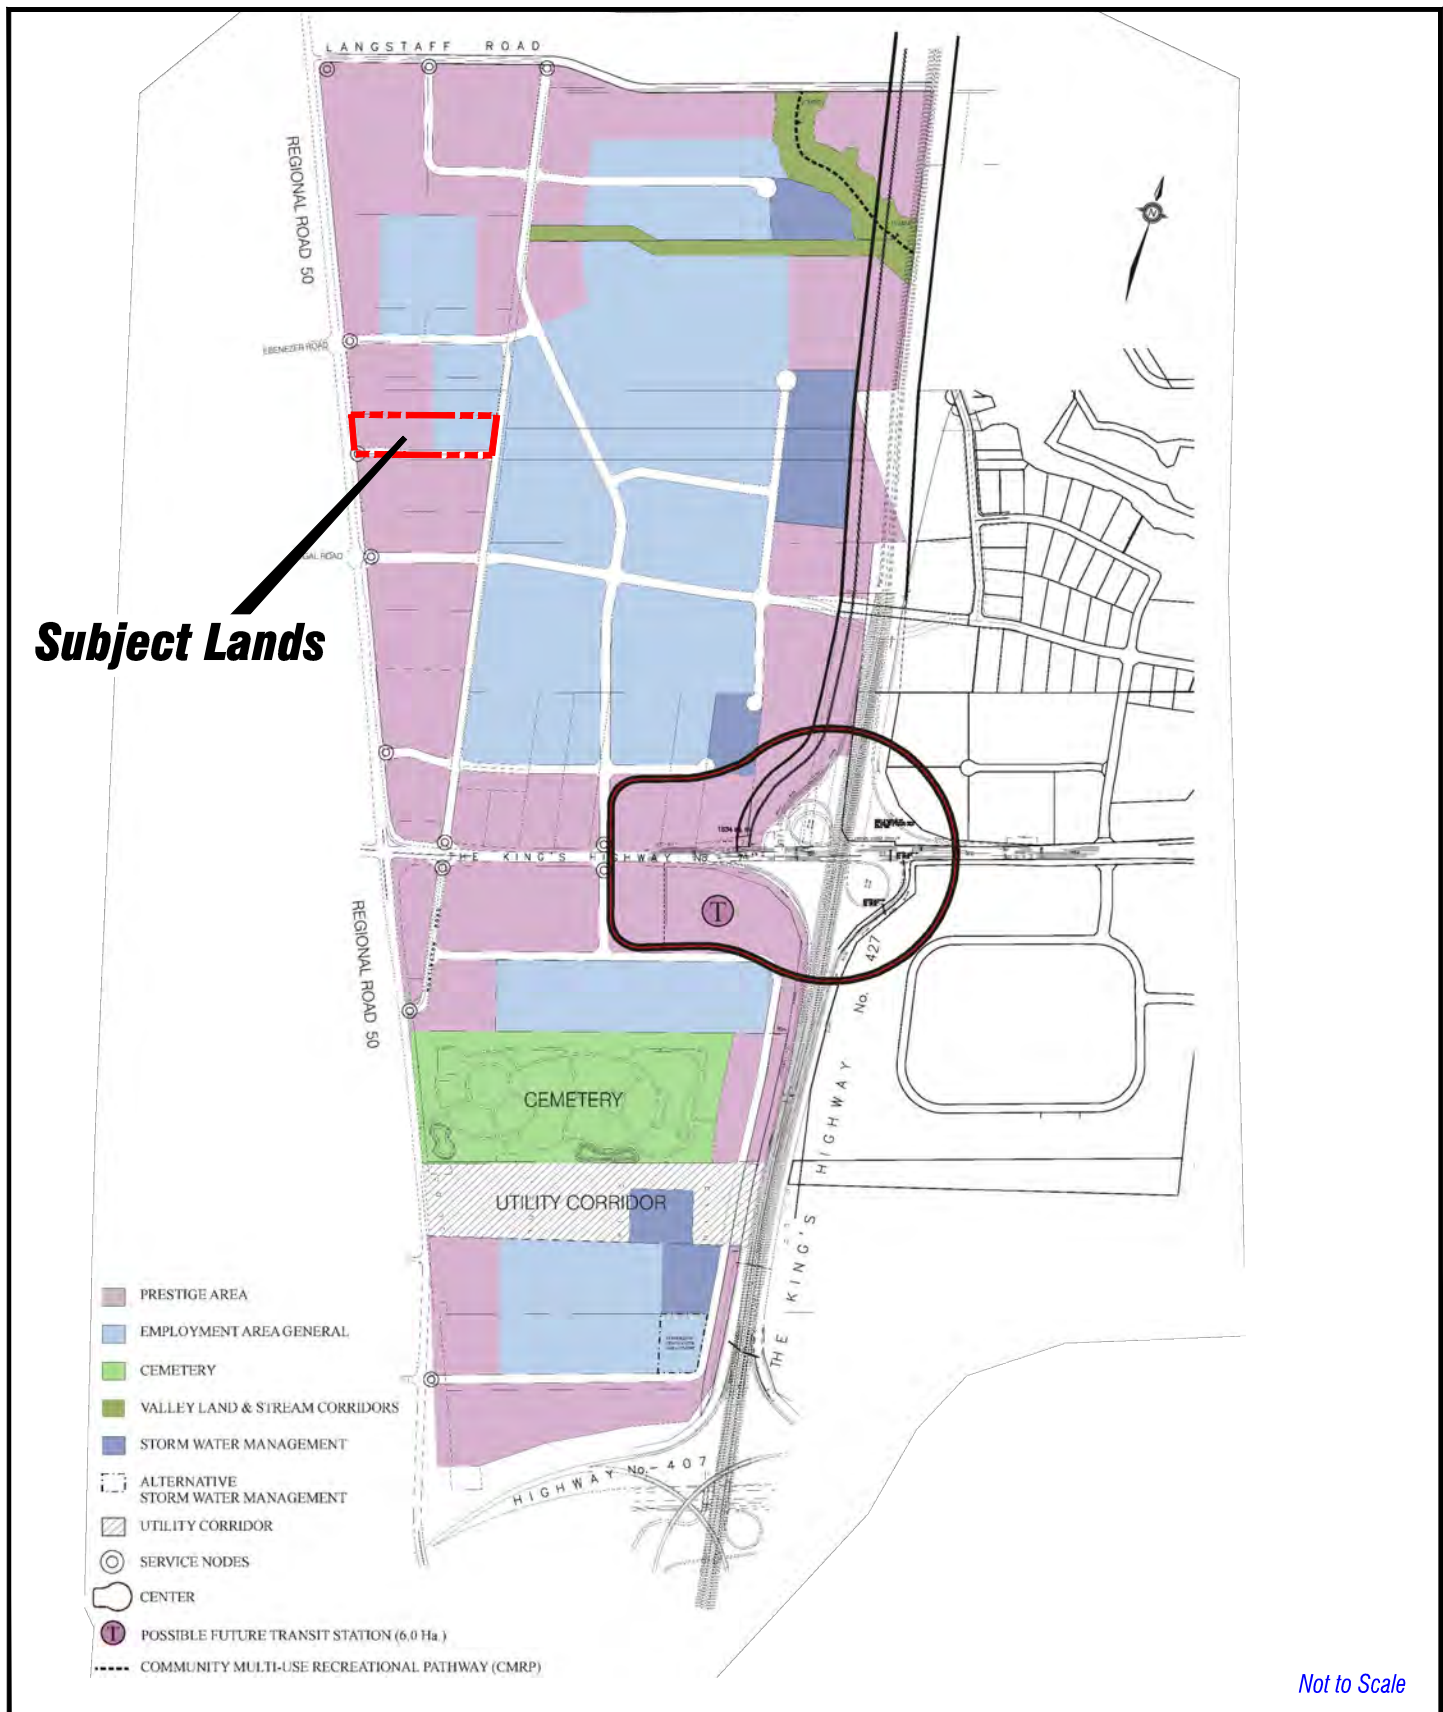 LANGSTAFF ROAD
REGIONAL ROAD 50
EBENEZER ROAD
GAL ROAD
Subject Lands
N
THE KING'S HIGHWAY No. 7
T
REGIONAL ROAD 50
THE KING'S HIGHWAY No. 427
CEMETERY
UTILITY CORRIDOR
HIGHWAY No.-407
PRESTIGE AREA
EMPLOYMENT AREA GENERAL
CEMETERY
VALLEY LAND & STREAM CORRIDORS
STORM WATER MANAGEMENT
ALTERNATIVE
STORM WATER MANAGEMENT
UTILITY CORRIDOR
SERVICE NODES
CENTER
T POSSIBLE FUTURE TRANSIT STATION (6.0 Ha.)
COMMUNITY MULTI-USE RECREATIONAL PATHWAY (CMRP)
Not to Scale